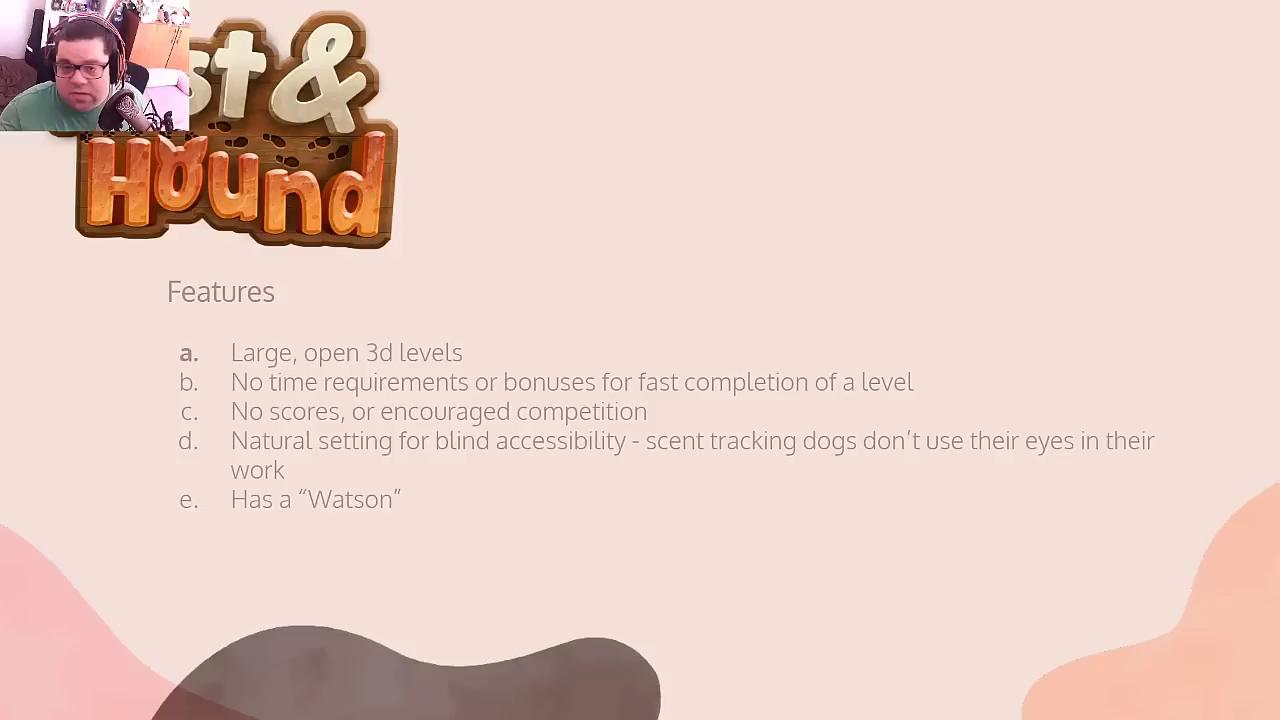 st &
Hound
Features
a. Large, open 3d levels
b. No time requirements or bonuses for fast completion of a level
c. No scores, or encouraged competition
d. Natural setting for blind accessibility - scent tracking dogs don’t use their eyes in their
work
e. Has a “Watson”